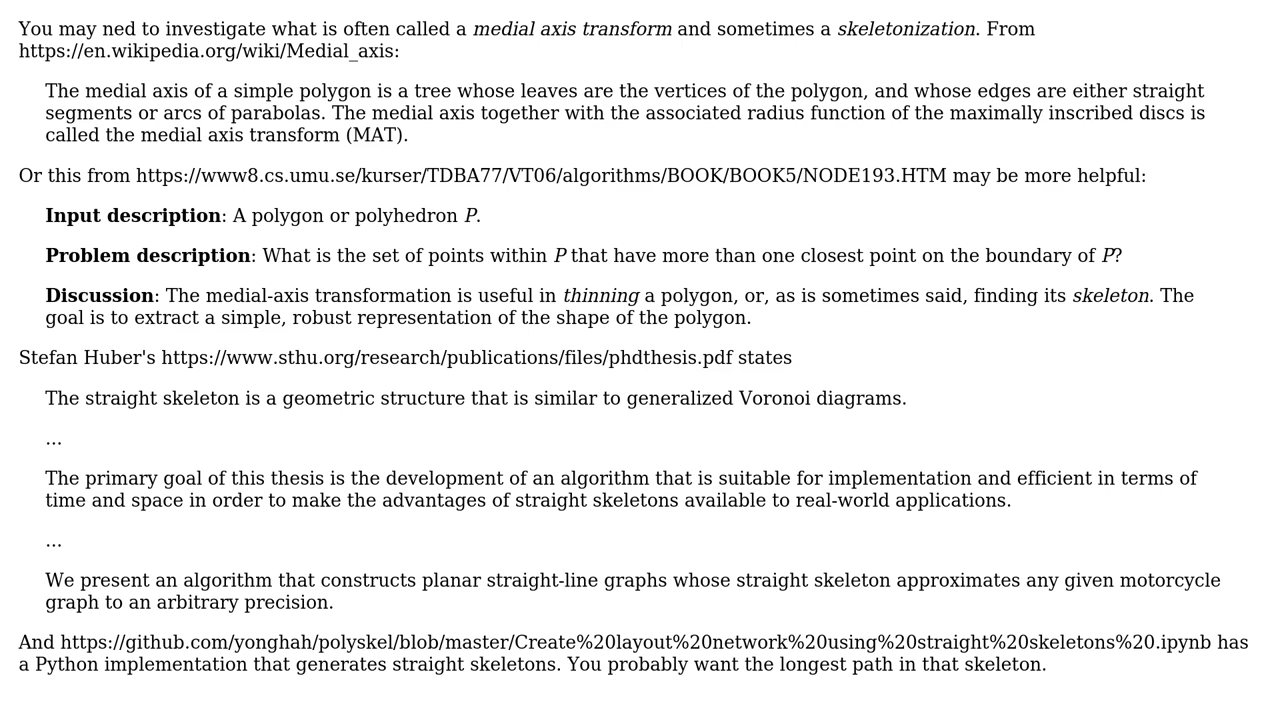 You may ned to investigate what is often called a medial axis transform and sometimes a skeletonization. From
https://en.wikipedia.org/wiki/Medial_axis:
The medial axis of a simple polygon is a tree whose leaves are the vertices of the polygon, and whose edges are either straight
segments or arcs of parabolas. The medial axis together with the associated radius function of the maximally inscribed discs is
called the medial axis transform (MAT).
Or this from https://www8.cs.umu.se/kurser/TDBA77/VT06/algorithms/BOOK/BOOK5/NODE193.HTM may be more helpful:
Input description: A polygon or polyhedron P.
Problem description: What is the set of points within P that have more than one closest point on the boundary of P?
Discussion: The medial-axis transformation is useful in thinning a polygon, or, as is sometimes said, finding its skeleton. The
goal is to extract a simple, robust representation of the shape of the polygon.
Stefan Huber's https://www.sthu.org/research/publications/files/phdthesis.pdf states
The straight skeleton is a geometric structure that is similar to generalized Voronoi diagrams.
...
The primary goal of this thesis is the development of an algorithm that is suitable for implementation and efficient in terms of
time and space in order to make the advantages of straight skeletons available to real-world applications.
...
We present an algorithm that constructs planar straight-line graphs whose straight skeleton approximates any given motorcycle
graph to an arbitrary precision.
And https://github.com/yonghah/polyskel/blob/master/Create%20layout%20network%20using%20straight%20skeletons%20.ipynb has
a Python implementation that generates straight skeletons. You probably want the longest path in that skeleton.